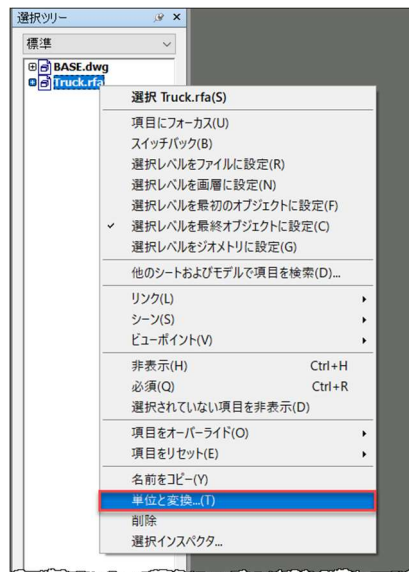 選択ツリー
標準
BASE.dwg
Truck.rfa
選択 Truck.rfa(S)
項目にフォーカス(U)
スイッチバック(B)
選択レベルをファイルに設定(R)
選択レベルを画層に設定(N)
選択レベルを最初のオブジェクトに設定(F)
選択レベルを最終オブジェクトに設定(C)
選択レベルをジオメトリに設定(G)
他のシートおよびモデルで項目を検索(D)...
リンク(L)
シーン(S)
ビューポイント(V)
非表示(H) Ctrl+H
必須(Q) Ctrl+R
選択されていない項目を非表示(D)
項目をオーバーライド(O)
項目をリセット(E)
名前をコピー(Y)
単位と変換...(T)
削除
選択インスペクタ...